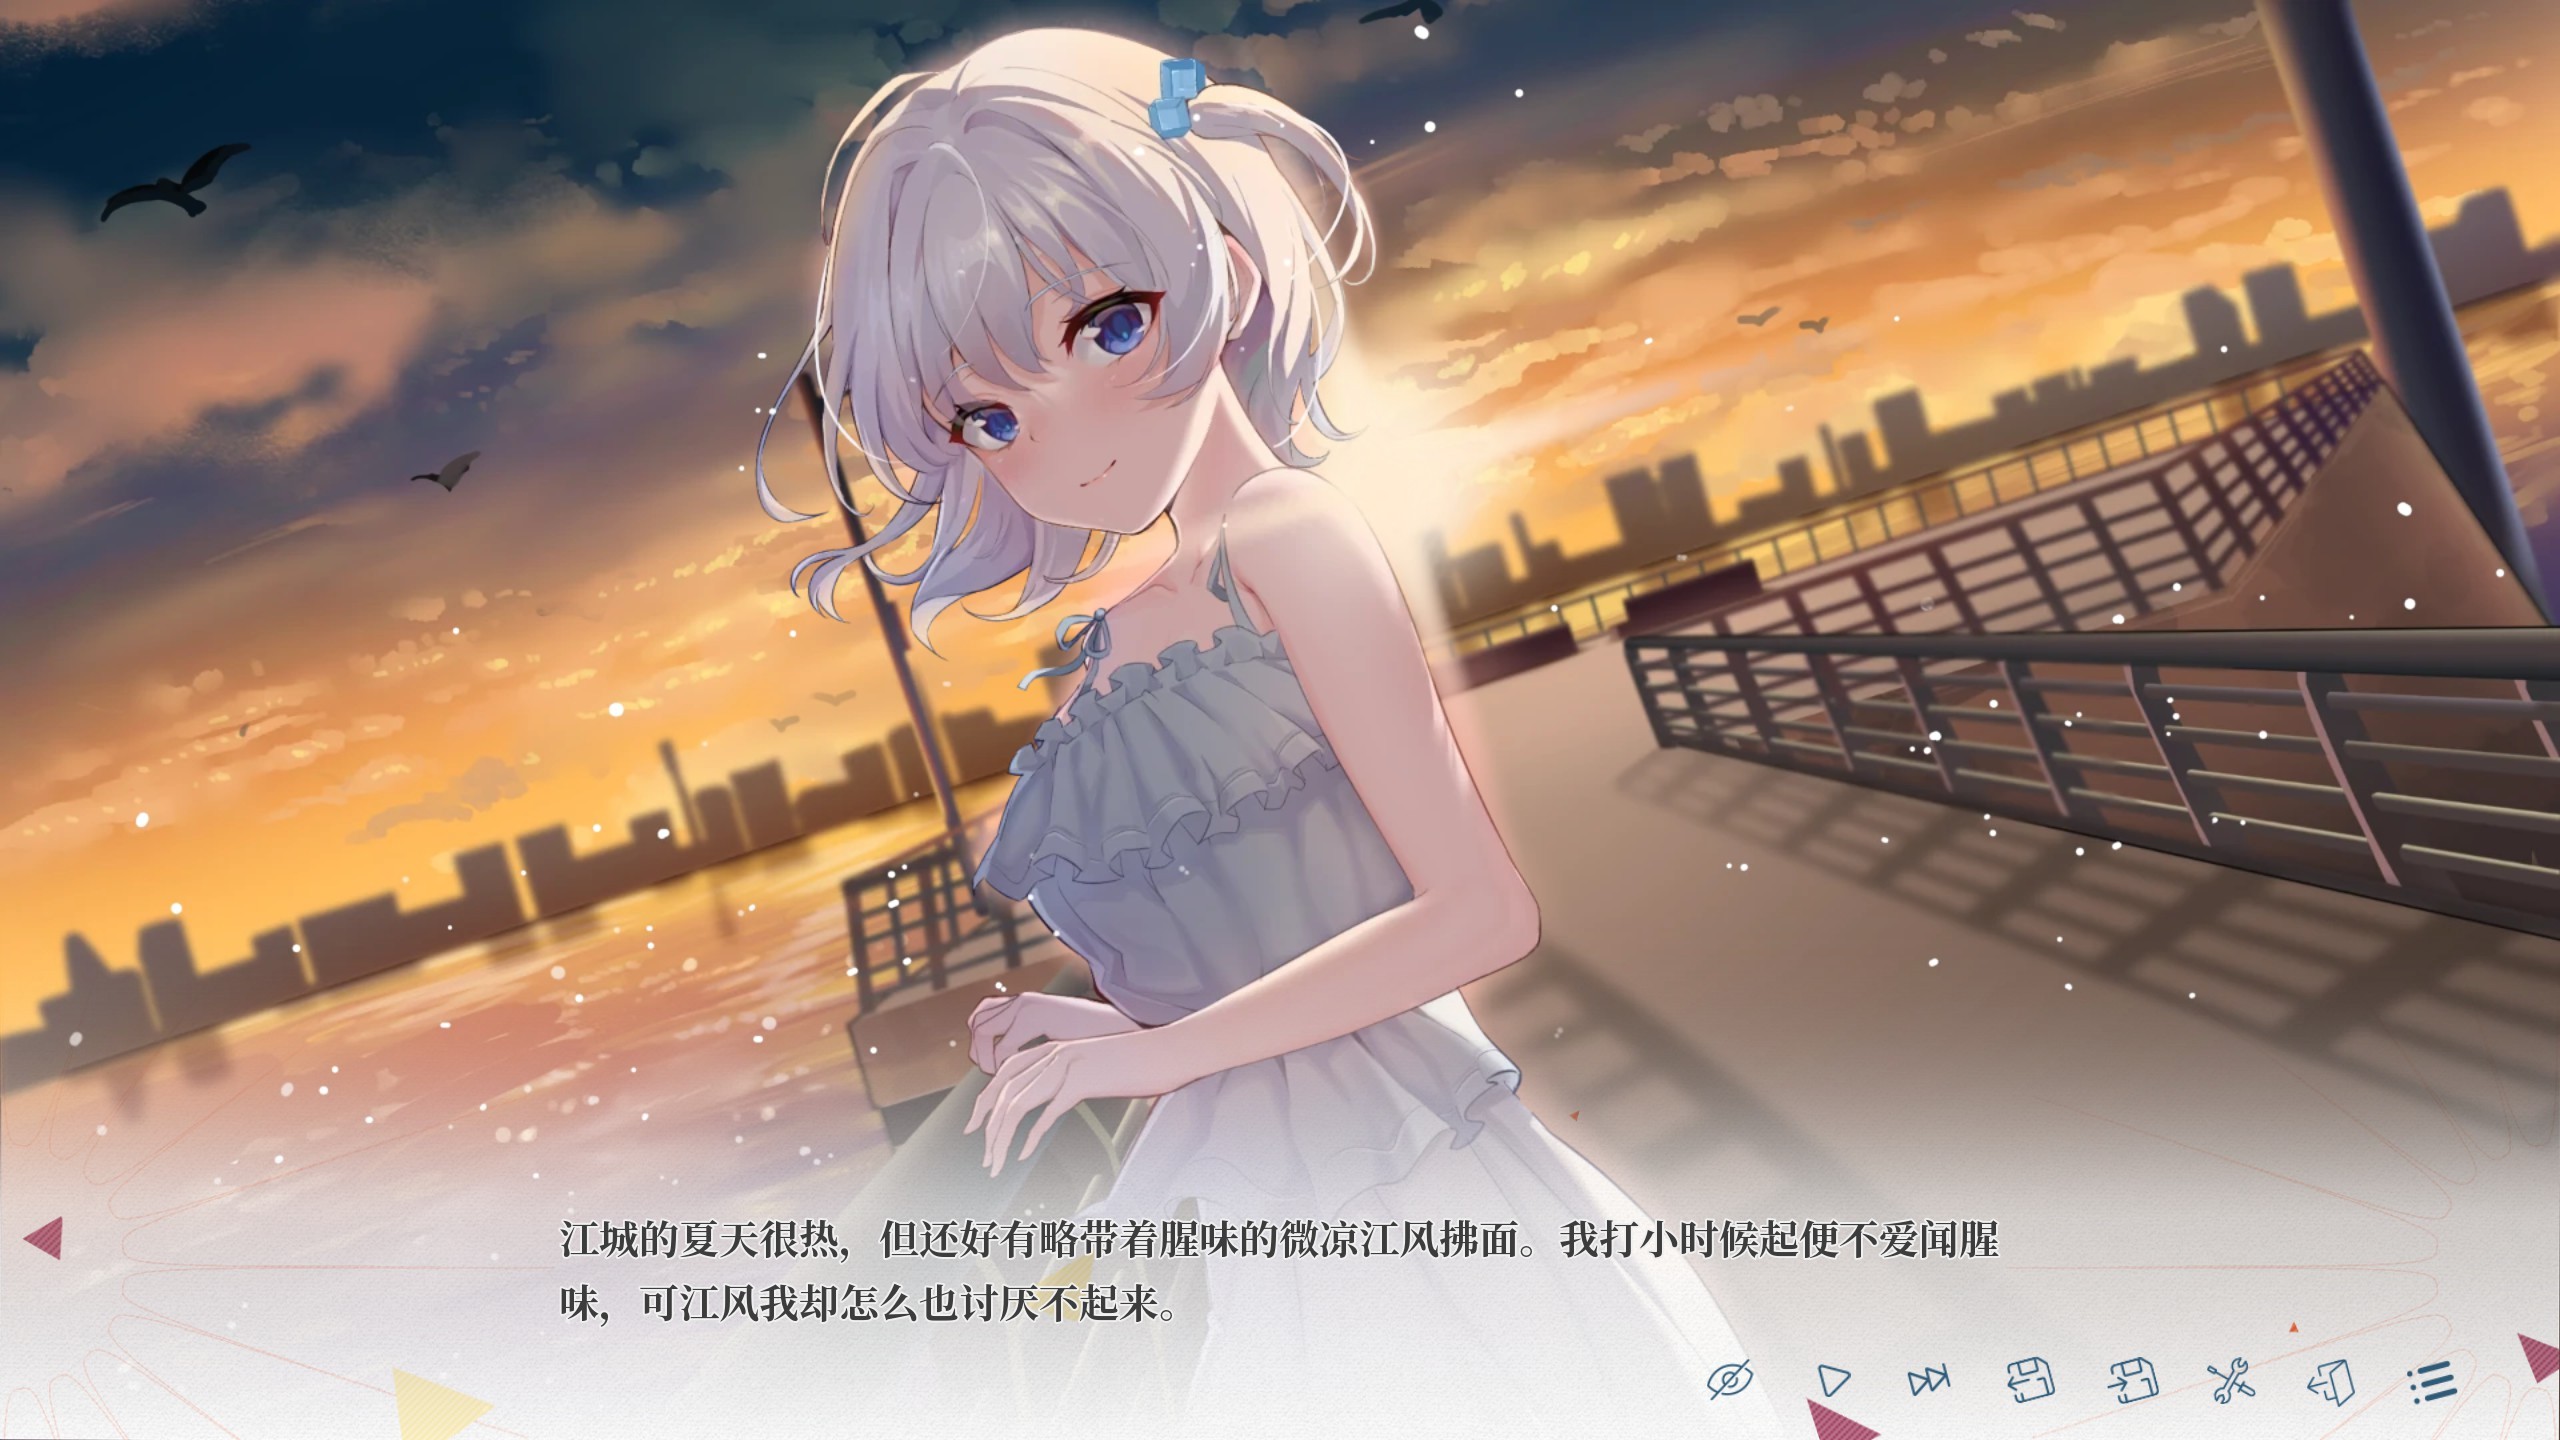 江城的夏天很热，但还好有略带着腥味的微凉江风拂面。我打小时候起便不爱闻腥
味，可江风我却怎么也讨厌不起来。